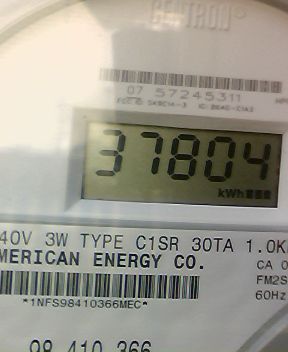 CENTRON®
07 57245311
37804
kWh
40V 3W TYPE C1SR 30TA 1.0K
MERICAN ENERGY CO.
CA 0
*1NFS98410366MEC*
FM2S
60Hz
98 410 366